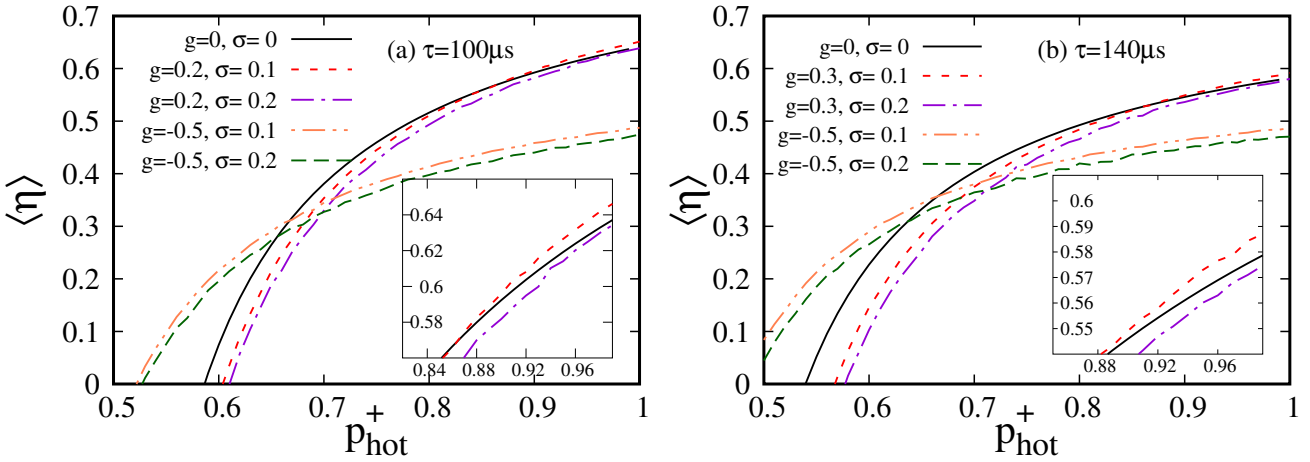 0.7
0.6
0.5
0.4
0.3
0.2
0.1
0
⟨η⟩
g=0, σ= 0
g=0.2, σ= 0.1
g=0.2, σ= 0.2
g=-0.5, σ= 0.1
g=-0.5, σ= 0.2
(a) τ=100μs
0.64
0.62
0.6
0.58
0.84 0.88 0.92 0.96
0.5 0.6 0.7 0.8 0.9 1
p⁺hot
0.7
0.6
0.5
0.4
0.3
0.2
0.1
0
⟨η⟩
g=0, σ= 0
g=0.3, σ= 0.1
g=0.3, σ= 0.2
g=-0.5, σ= 0.1
g=-0.5, σ= 0.2
(b) τ=140μs
0.6
0.59
0.58
0.57
0.56
0.55
0.88 0.92 0.96
0.5 0.6 0.7 0.8 0.9 1
p⁺hot